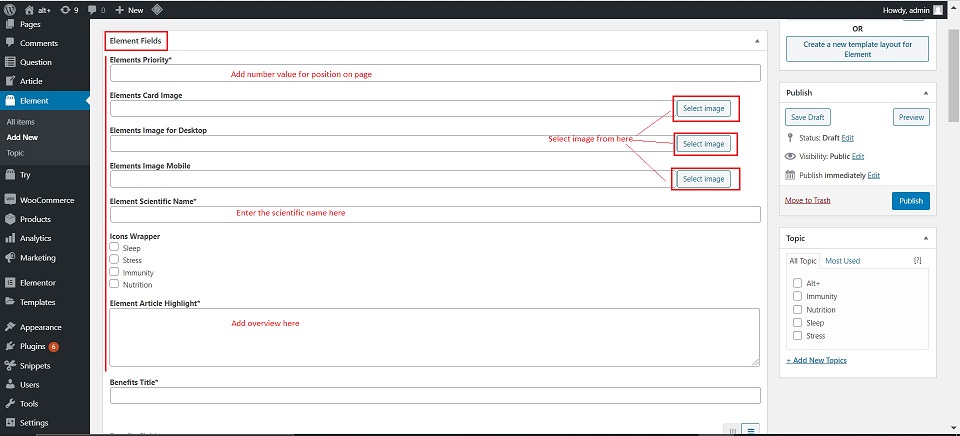 alt+
9
0
New
Howdy, admin
Pages
Comments
Question
Article
Element
All items
Add New
Topic
Try
WooCommerce
Products
Analytics
Marketing
Elementor
Templates
Appearance
Plugins 6
Snippets
Users
Tools
Settings
Element Fields
Elements Priority*
Add number value for position on page
Elements Card Image
Select image
Elements Image for Desktop
Select image
Select image from here
Elements Image Mobile
Select image
Element Scientific Name*
Enter the scientific name here
Icons Wrapper
Sleep
Stress
Immunity
Nutrition
Element Article Highlight*
Add overview here
Benefits Title*
OR
Create a new template layout for
Element
Publish
Save Draft
Preview
Status: Draft Edit
Visibility: Public Edit
Publish immediately Edit
Move to Trash
Publish
Topic
All Topic
Most Used
[?]
Alt+
Immunity
Nutrition
Sleep
Stress
+ Add New Topics